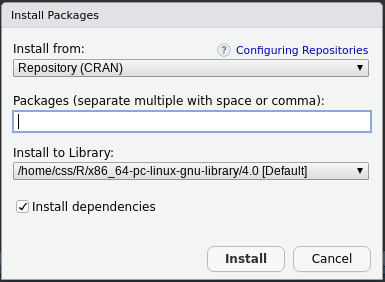 Install Packages
Install from:
? Configuring Repositories
Repository (CRAN)
Packages (separate multiple with space or comma):
Install to Library:
/home/css/R/x86_64-pc-linux-gnu-library/4.0 [Default]
Install dependencies
Install Cancel